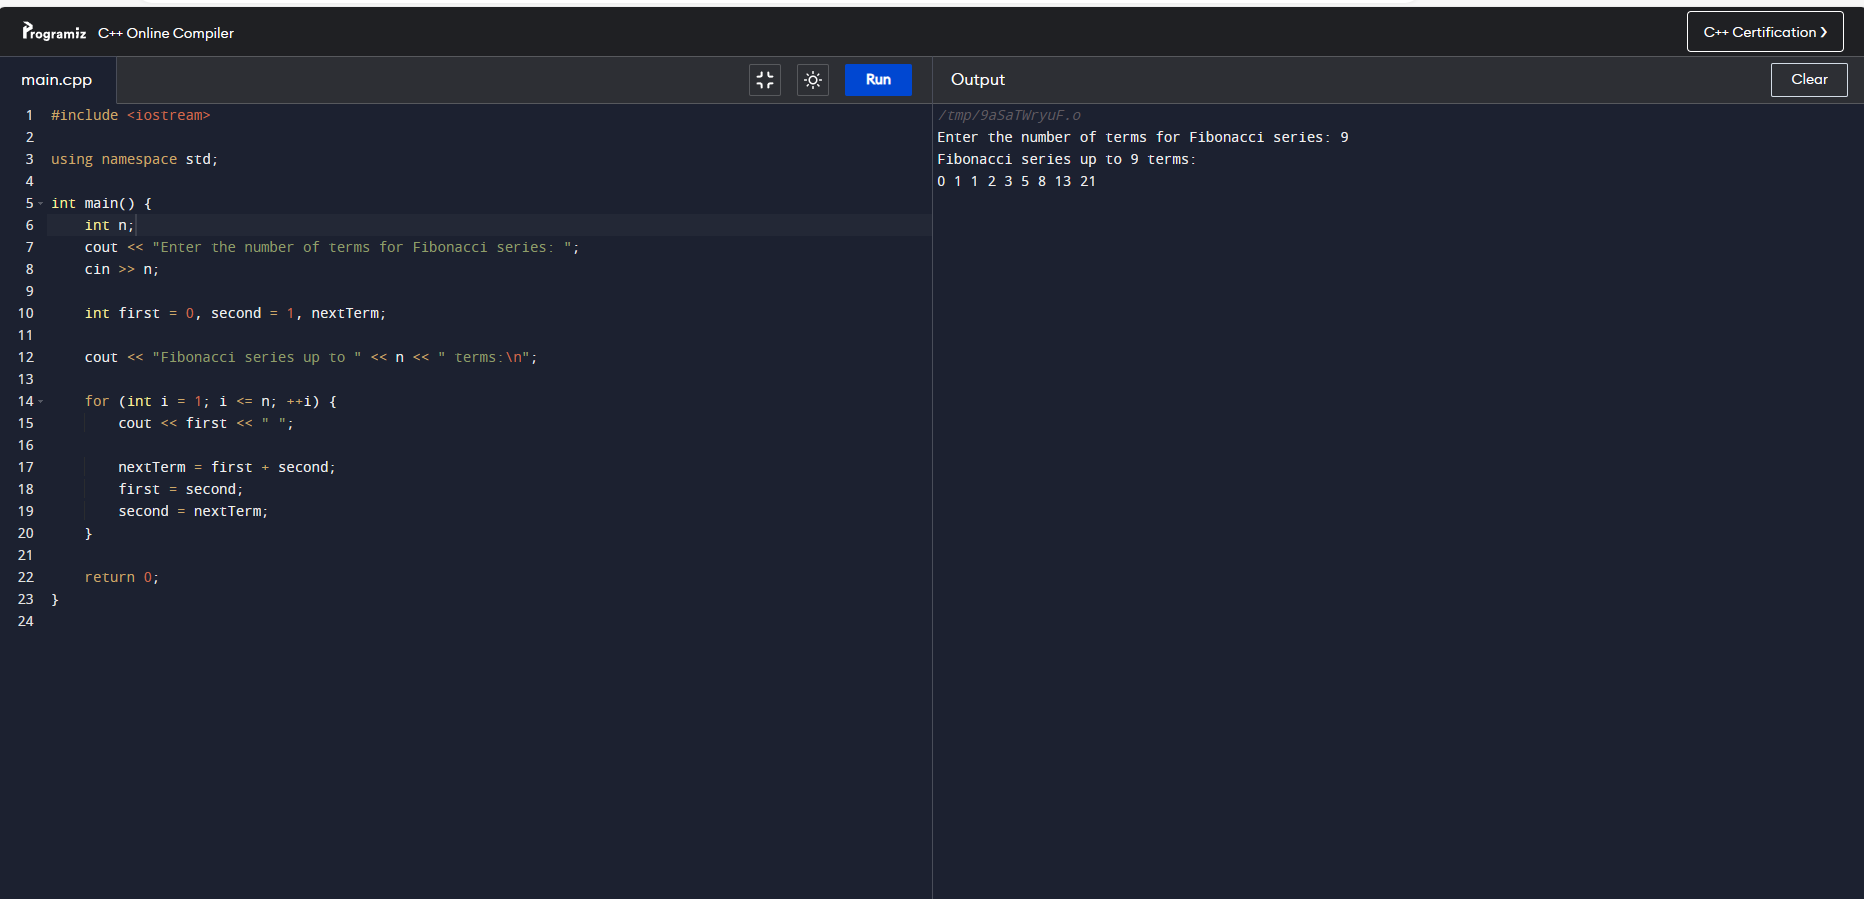 Programiz C++ Online Compiler
C++ Certification ❯
main.cpp
Run
1 #include <iostream>
2
3 using namespace std;
4
5 int main() {
6     int n;
7     cout << "Enter the number of terms for Fibonacci series: ";
8     cin >> n;
9
10     int first = 0, second = 1, nextTerm;
11
12     cout << "Fibonacci series up to " << n << " terms:\n";
13
14     for (int i = 1; i <= n; ++i) {
15         cout << first << " ";
16
17         nextTerm = first + second;
18         first = second;
19         second = nextTerm;
20     }
21
22     return 0;
23 }
24
Output
Clear
/tmp/9aSaTWryuF.o
Enter the number of terms for Fibonacci series: 9
Fibonacci series up to 9 terms:
0 1 1 2 3 5 8 13 21